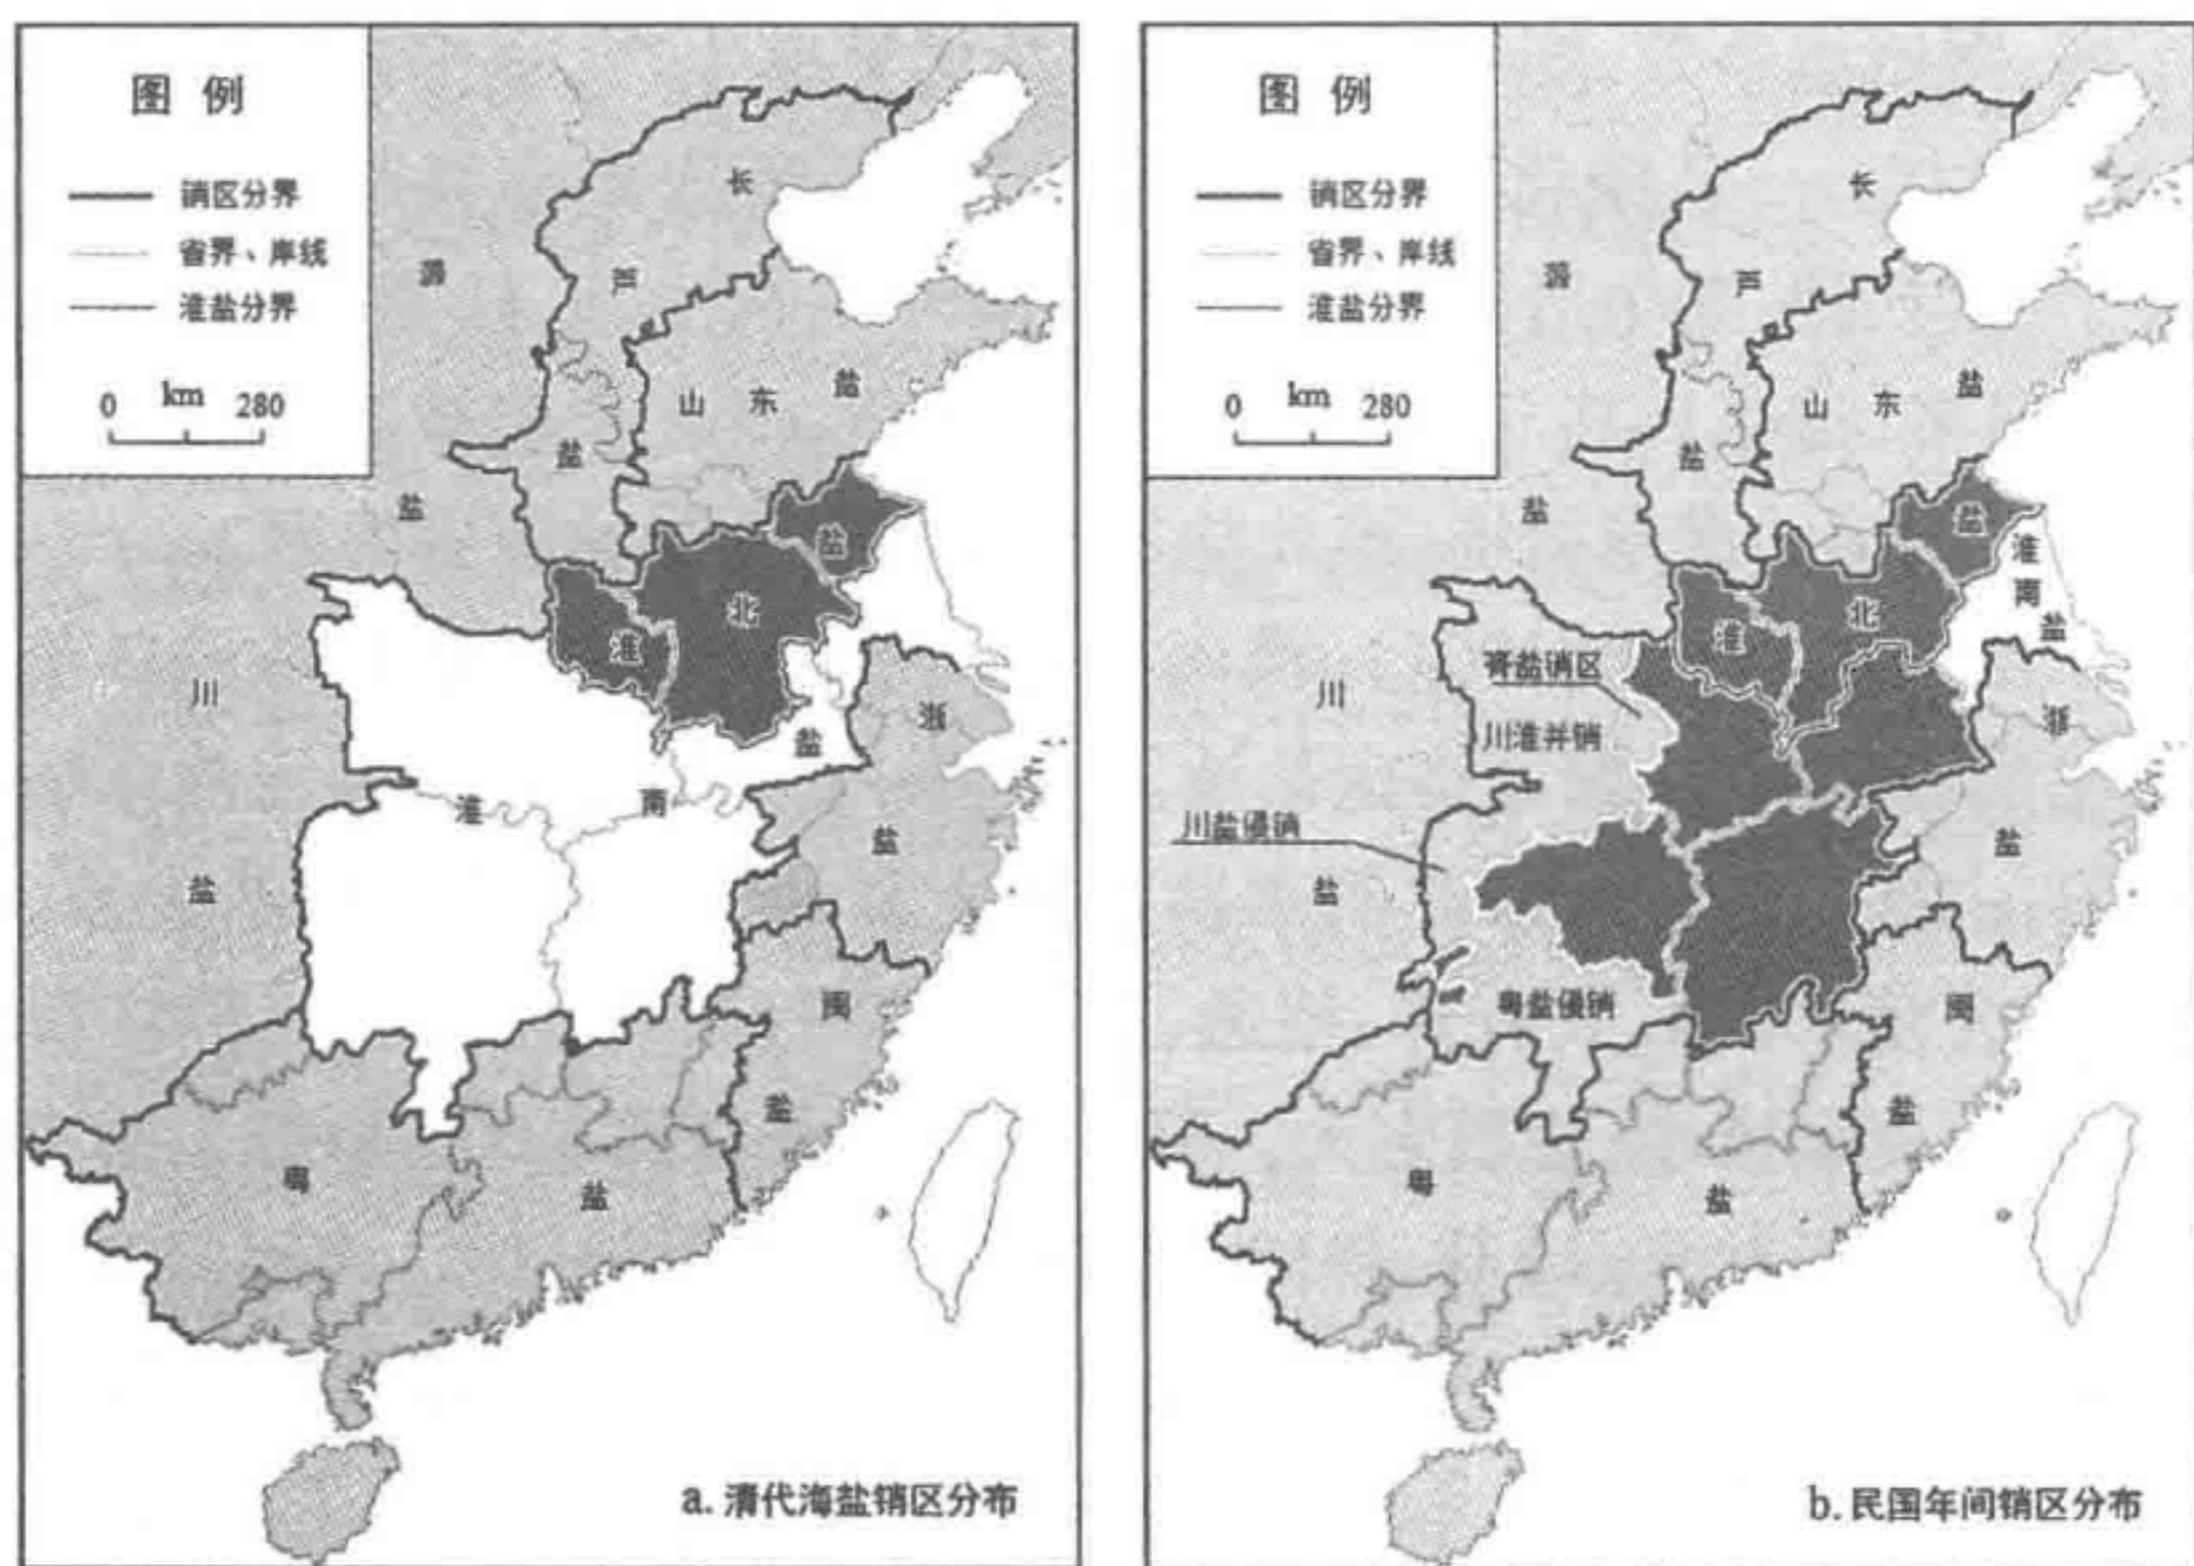 图 例
销区分界
省界、岸线
淮盐分界
0 km 280
长
芦
盐
潞
盐
山 东 盐
淮
北
盐
川
盐
淮
南
盐
浙
盐
闽
盐
粤
盐
a. 清代海盐销区分布
图 例
销区分界
省界、岸线
淮盐分界
0 km 280
长
芦
盐
潞
盐
山 东 盐
淮
北
盐
淮
南
盐
川
盐
膏盐销区
川淮并销
川盐侵销
粤盐侵销
浙
盐
闽
盐
粤
盐
b. 民国年间销区分布